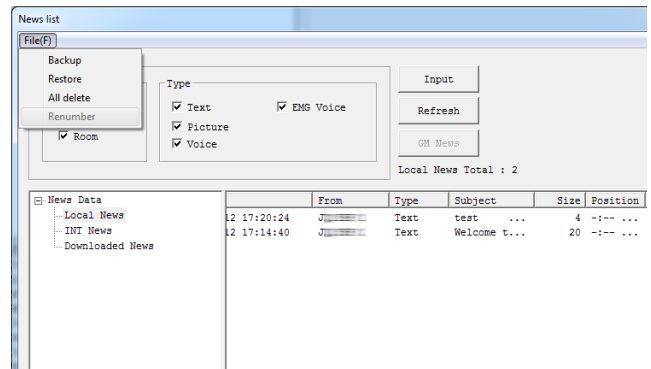 News list
File(F)
Backup
Restore
All delete
Renumber
Room
Type
Text
EMG Voice
Picture
Voice
Input
Refresh
GM News
Local News Total : 2
News Data
Local News
INT News
Downloaded News
From Type Subject Size Position
12 17:20:24 J Text test ... 4 -:-- ...
12 17:14:40 J Text Welcome t... 20 -:-- ...